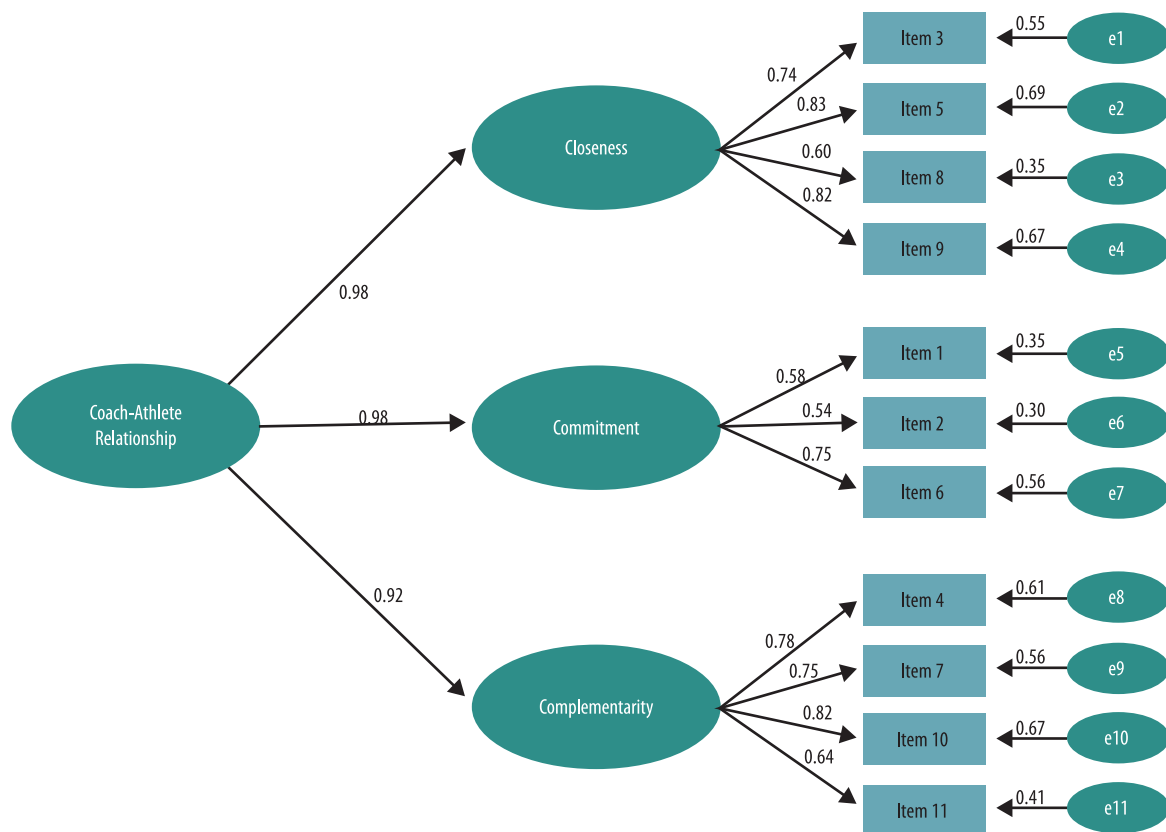 Item 3
0.55
e1
0.74
Item 5
0.69
e2
0.83
Closeness
0.60
Item 8
0.35
e3
0.82
Item 9
0.67
e4
0.98
Item 1
0.35
e5
0.58
Coach-Athlete
Relationship
0.98
Commitment
0.54
Item 2
0.30
e6
0.75
Item 6
0.56
e7
0.92
Item 4
0.61
e8
0.78
Item 7
0.56
e9
0.75
Complementarity
0.82
Item 10
0.67
e10
0.64
Item 11
0.41
e11